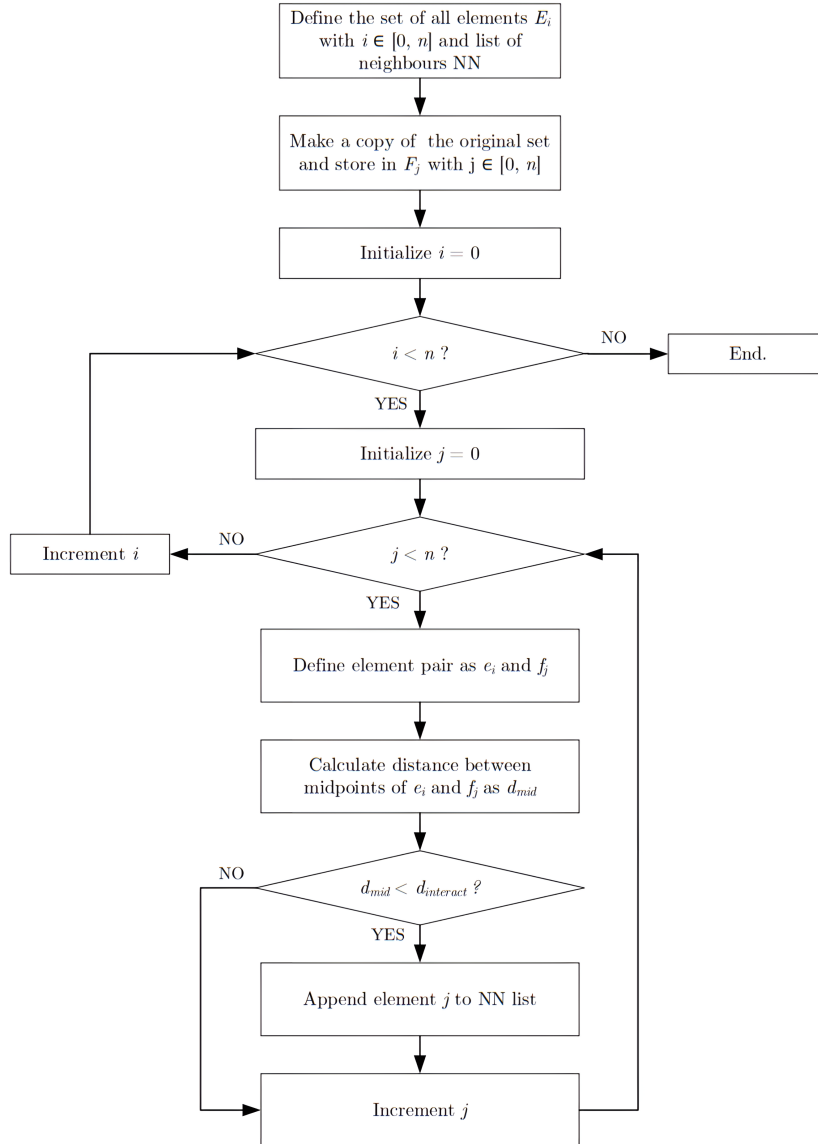 Define the set of all elements E_i
with i ∈ [0, n] and list of
neighbours NN
Make a copy of the original set
and store in F_j with j ∈ [0, n]
Initialize i = 0
i < n ?
NO
End.
YES
Initialize j = 0
j < n ?
NO
Increment i
YES
Define element pair as e_i and f_j
Calculate distance between
midpoints of e_i and f_j as d_mid
d_mid < d_interact ?
NO
YES
Append element j to NN list
Increment j